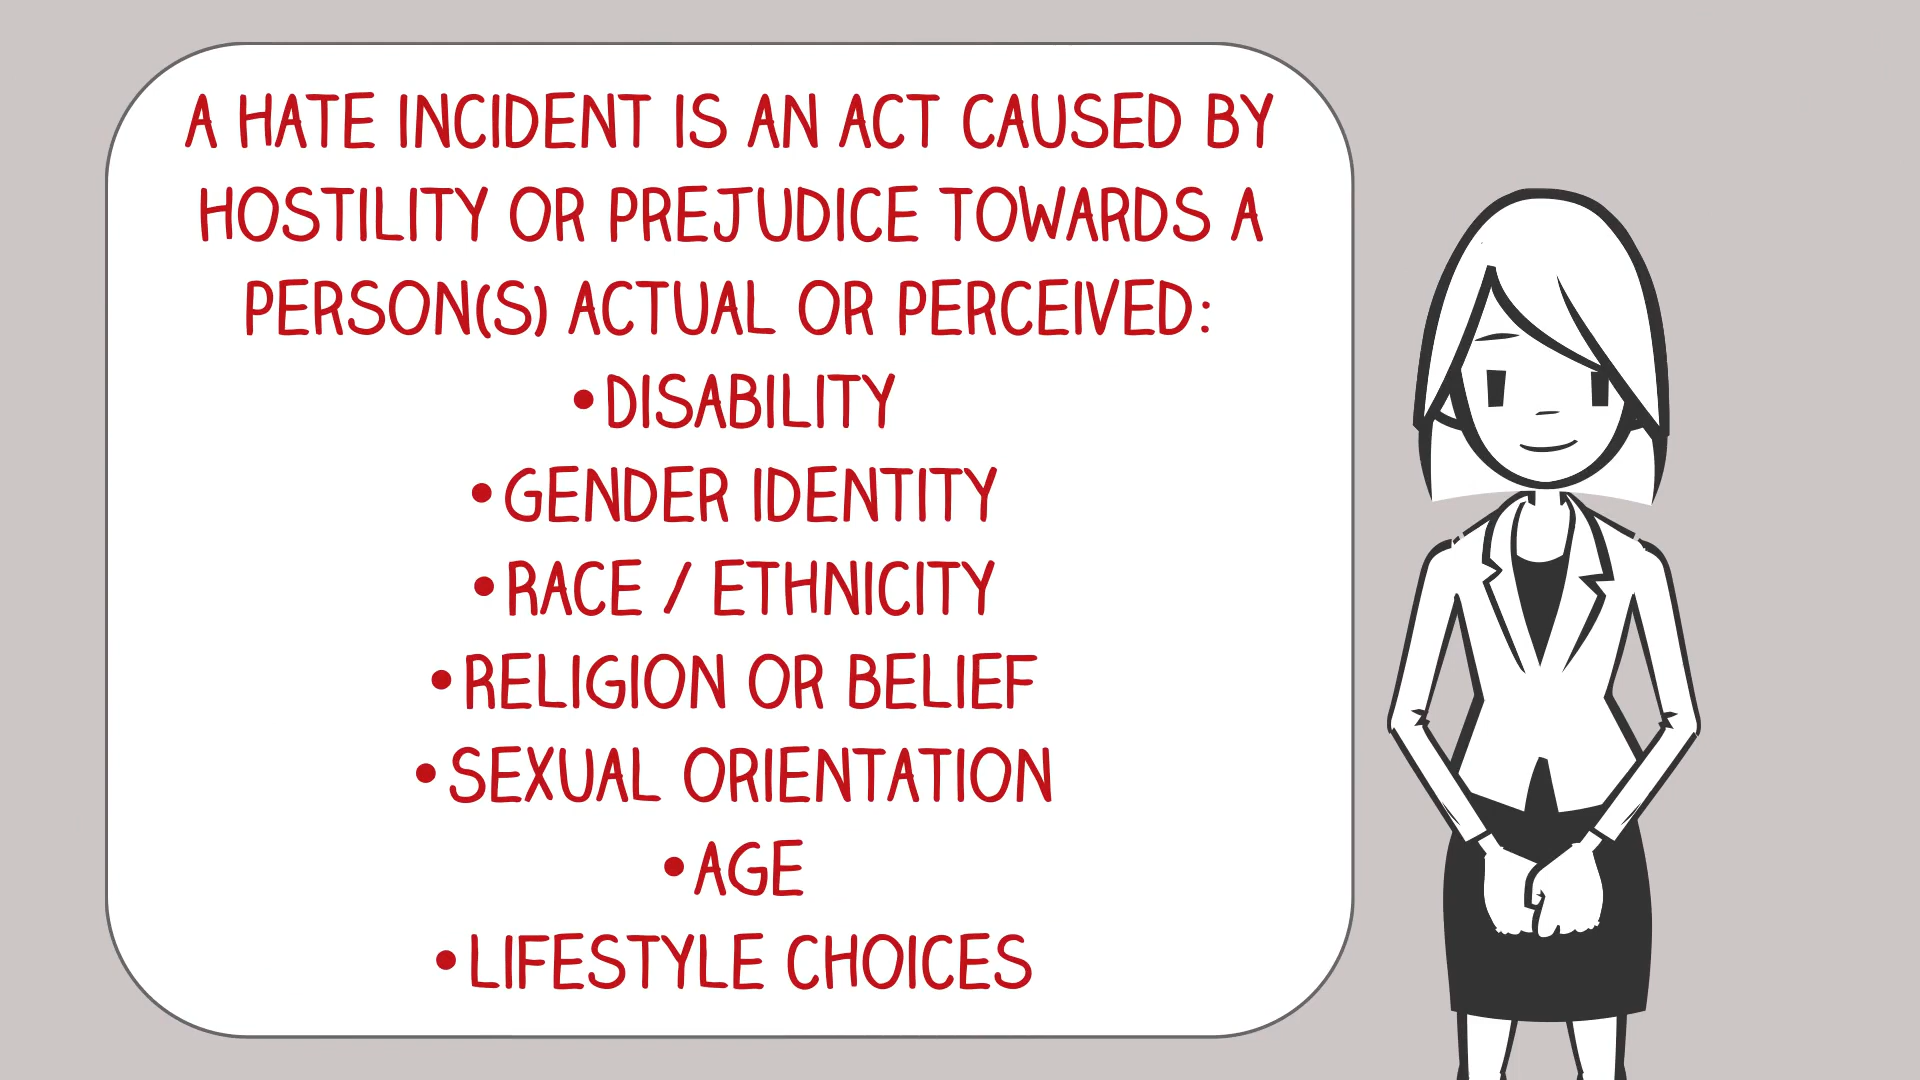 A HATE INCIDENT IS AN ACT CAUSED BY
HOSTILITY OR PREJUDICE TOWARDS A
PERSON(S) ACTUAL OR PERCEIVED:
• DISABILITY
• GENDER IDENTITY
• RACE / ETHNICITY
• RELIGION OR BELIEF
• SEXUAL ORIENTATION
• AGE
• LIFESTYLE CHOICES